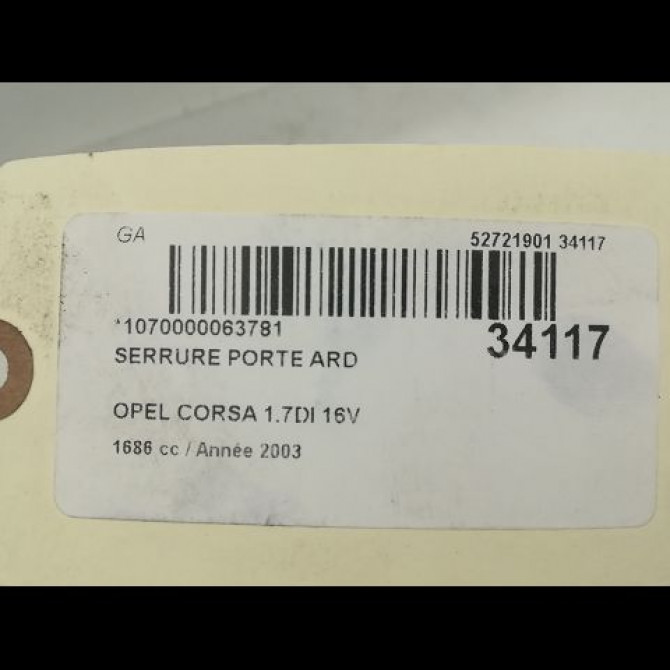 GA
52721901 34117
*1070000063781
34117
SERRURE PORTE ARD
OPEL CORSA 1.7DI 16V
1686 cc / Année 2003